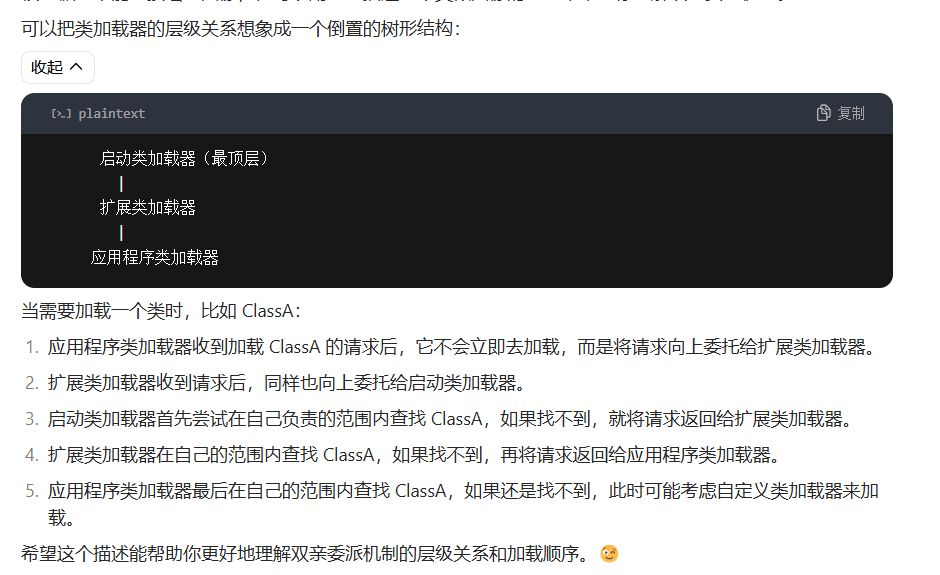 可以把类加载器的层级关系想象成一个倒置的树形结构：
收起
plaintext 复制
启动类加载器（最顶层）
|
扩展类加载器
|
应用程序类加载器
当需要加载一个类时，比如 ClassA：
1. 应用程序类加载器收到加载 ClassA 的请求后，它不会立即去加载，而是将请求向上委托给扩展类加载器。
2. 扩展类加载器收到请求后，同样也向上委托给启动类加载器。
3. 启动类加载器首先尝试在自己负责的范围内查找 ClassA，如果找不到，就将请求返回给扩展类加载器。
4. 扩展类加载器在自己的范围内查找 ClassA，如果找不到，再将请求返回给应用程序类加载器。
5. 应用程序类加载器最后在自己的范围内查找 ClassA，如果还是找不到，此时可能考虑自定义类加载器来加
载。
希望这个描述能帮助你更好地理解双亲委派机制的层级关系和加载顺序。😉